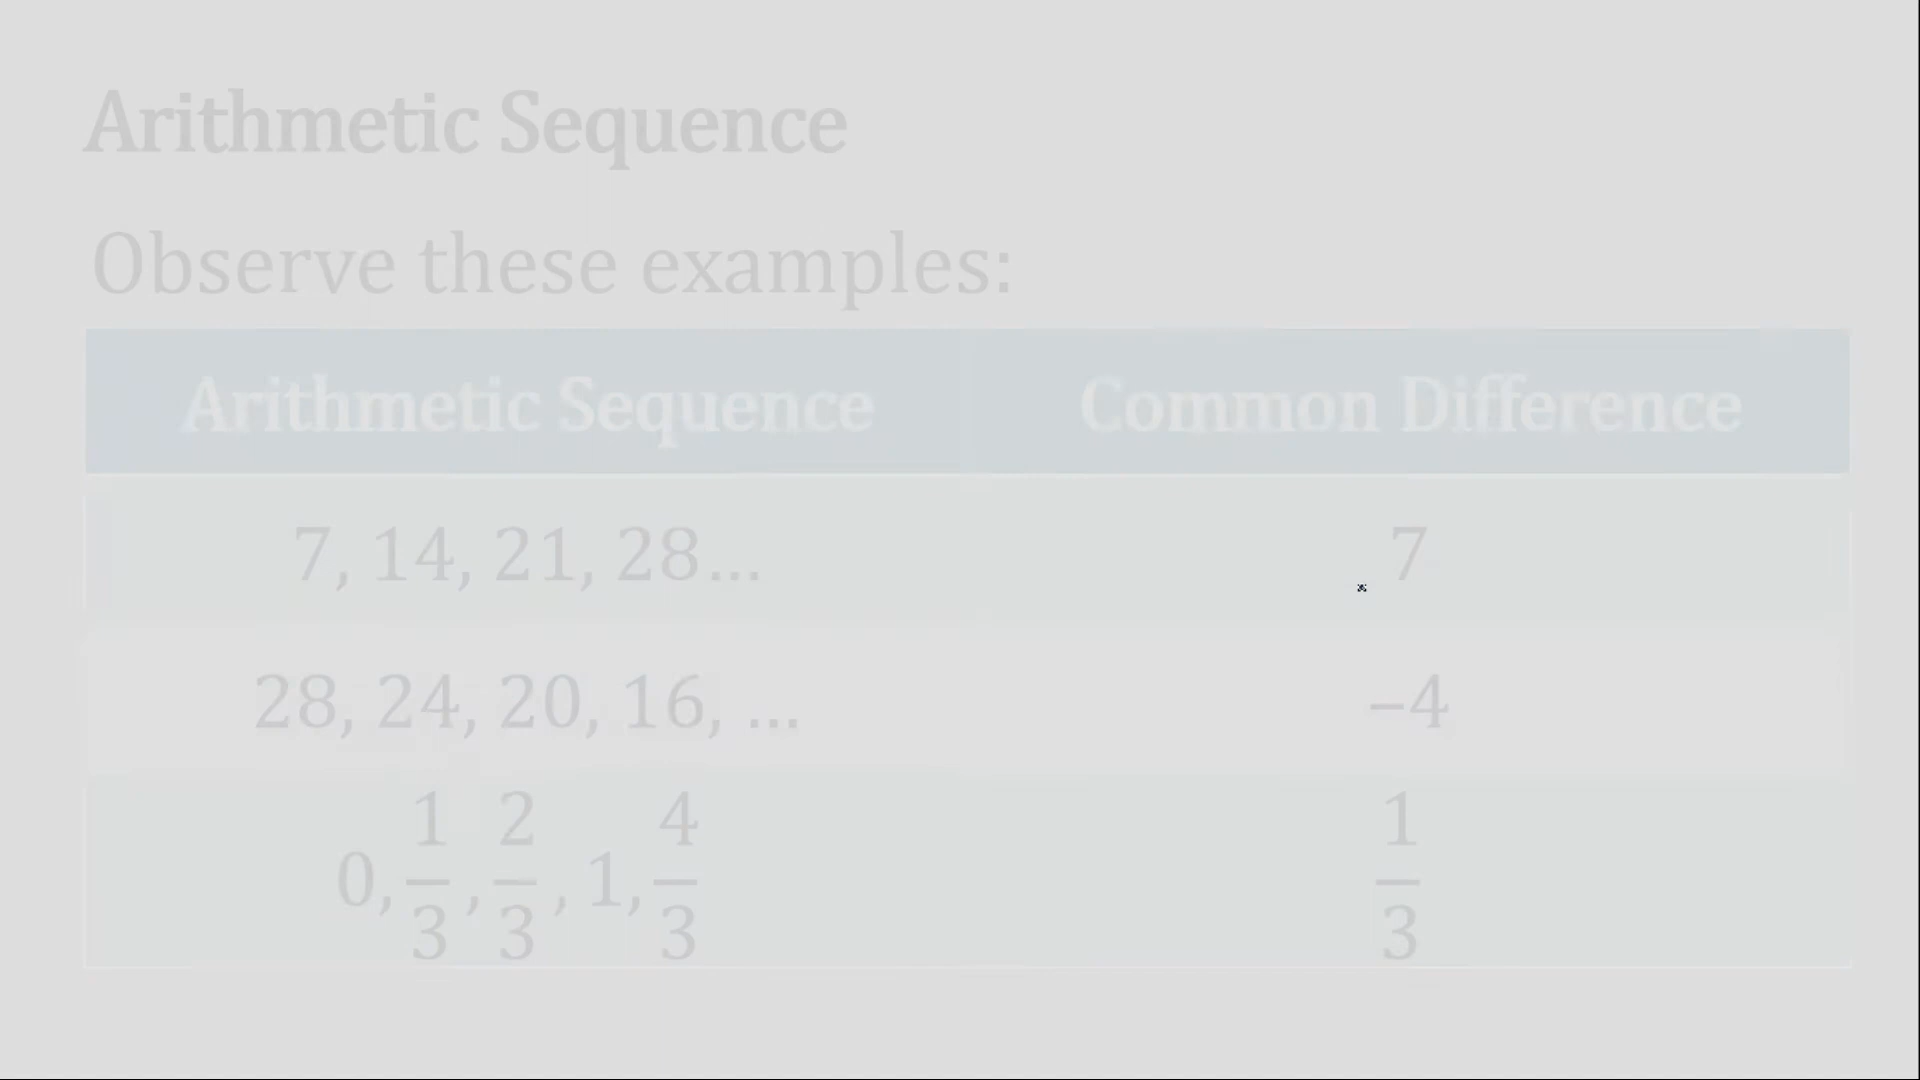 Arithmetic Sequence
Observe these examples:
Arithmetic Sequence Common Difference
7, 14, 21, 28... 7
28, 24, 20, 16, ... –4
0, 1/3, 2/3, 1, 4/3 1/3